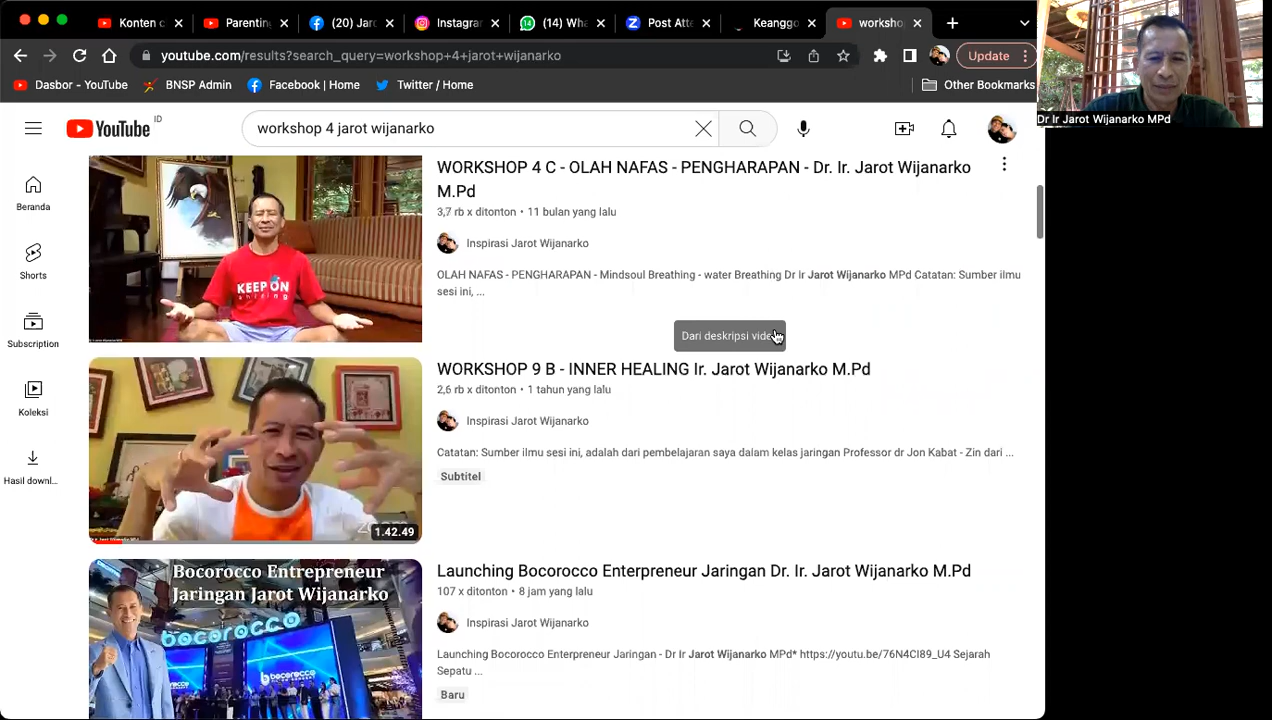 Konten c
Parenting
(20) Jaro
Instagram
(14) Wha
Post Atte
Keanggo
worksho
youtube.com/results?search_query=workshop+4+jarot+wijanarko
Update
Dasbor - YouTube
BNSP Admin
Facebook | Home
Twitter / Home
Other Bookmarks
Dr Ir Jarot Wijanarko MPd
YouTube ID
workshop 4 jarot wijanarko
Beranda
Shorts
Subscription
Koleksi
Hasil downl...
KEEP ON
shifting
WORKSHOP 4 C - OLAH NAFAS - PENGHARAPAN - Dr. Ir. Jarot Wijanarko
M.Pd
3,7 rb x ditonton • 11 bulan yang lalu
Inspirasi Jarot Wijanarko
OLAH NAFAS - PENGHARAPAN - Mindsoul Breathing - water Breathing Dr Ir Jarot Wijanarko MPd Catatan: Sumber ilmu
sesi ini, ...
Dari deskripsi vide
1.42.49
WORKSHOP 9 B - INNER HEALING Ir. Jarot Wijanarko M.Pd
2,6 rb x ditonton • 1 tahun yang lalu
Inspirasi Jarot Wijanarko
Catatan: Sumber ilmu sesi ini, adalah dari pembelajaran saya dalam kelas jaringan Professor dr Jon Kabat - Zin dari ...
Subtitel
Bocorocco Entrepreneur
Jaringan Jarot Wijanarko
bocorocco
bocorocco
Launching Bocorocco Enterpreneur Jaringan Dr. Ir. Jarot Wijanarko M.Pd
107 x ditonton • 8 jam yang lalu
Inspirasi Jarot Wijanarko
Launching Bocorocco Enterpreneur Jaringan - Dr Ir Jarot Wijanarko MPd* https://youtu.be/76N4Cl89_U4 Sejarah
Sepatu ...
Baru